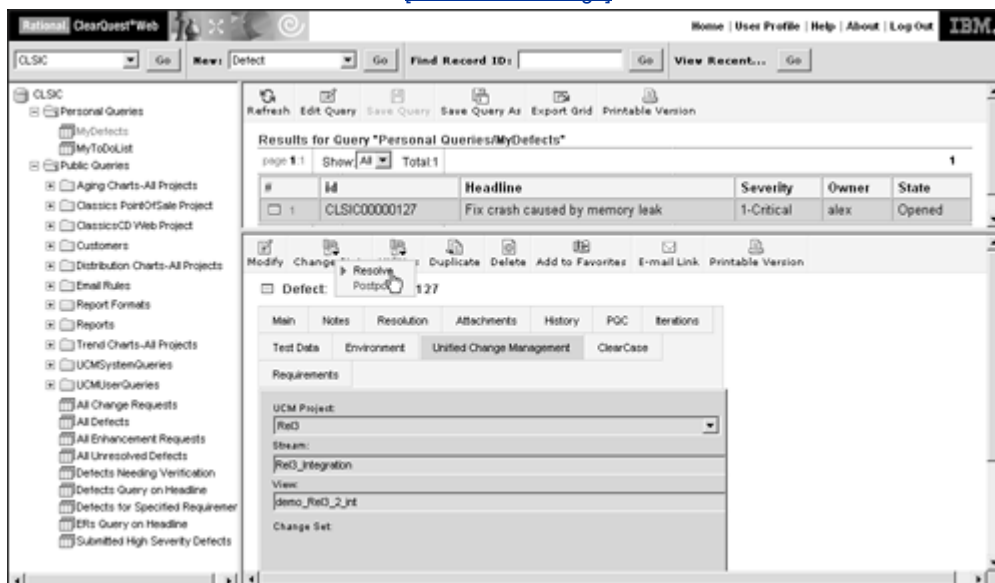 Rational. ClearQuest*Web
Home | User Profile | Help | About | Log Out
IBM.
CLSIC Go New: Defect Go Find Record ID: Go View Recent... Go
CLSIC
Personal Queries
MyDefects
MyToDoList
Public Queries
Aging Charts-All Projects
Classics PointOfSale Project
ClassicsCD Web Project
Customers
Distribution Charts-All Projects
Email Rules
Report Formats
Reports
Trend Charts-All Projects
UCMSystemQueries
UCMUserQueries
All Change Requests
All Defects
All Enhancement Requests
All Unresolved Defects
Defects Needing Verification
Defects Query on Headline
Defects for Specified Requiremen
ERs Query on Headline
Submitted High Severity Defects
Refresh Edit Query Save Query Save Query As Export Grid Printable Version
Results for Query "Personal Queries/MyDefects"
page 1:1 Show: All Total:1 1
# id Headline Severity Owner State
1 CLSIC00000127 Fix crash caused by memory leak 1-Critical alex Opened
Modify Duplicate Delete Add to Favorites E-mail Link Printable Version
Resolve
Defect: 127
Main Notes Resolution Attachments History PQC Iterations
Test Data Environment Unified Change Management ClearCase
Requirements
UCM Project:
Rel3
Stream:
Rel3_Integration
View:
demo_Rel3_2_int
Change Set: